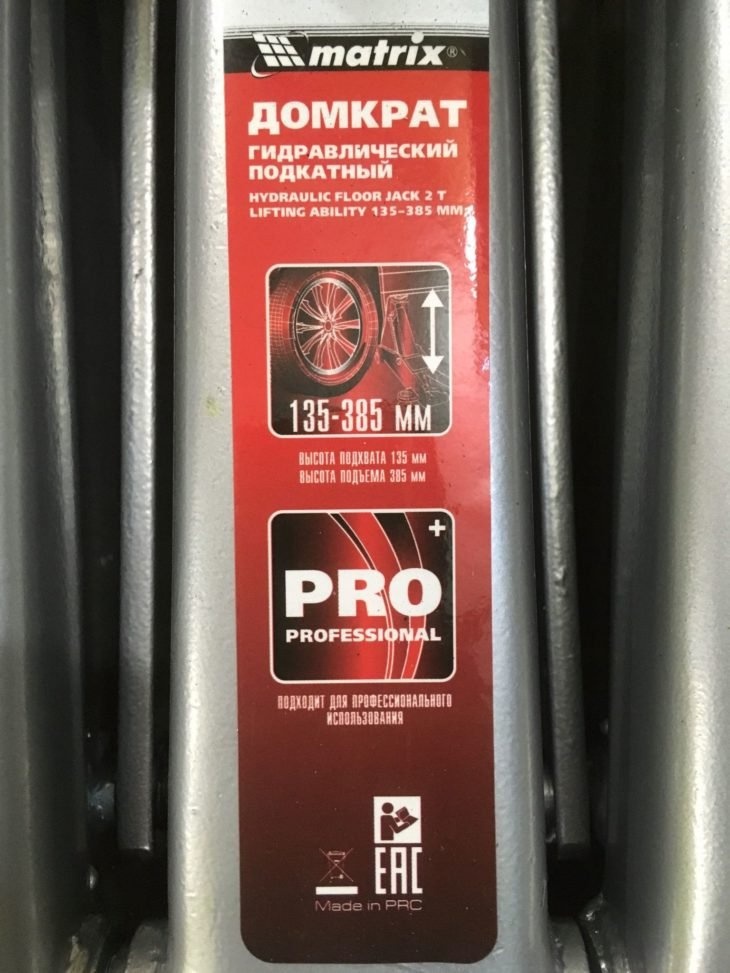 matrix®
ДОМКРАТ
ГИДРАВЛИЧЕСКИЙ
ПОДКАТНЫЙ
HYDRAULIC FLOOR JACK 2 T
LIFTING ABILITY 135–385 MM
135-385 ММ
ВЫСОТА ПОДХВАТА 135 мм
ВЫСОТА ПОДЪЕМА 385 мм
+
PRO
PROFESSIONAL
ПОДХОДИТ ДЛЯ ПРОФЕССИОНАЛЬНОГО
ИСПОЛЬЗОВАНИЯ
EAC
Made in PRC